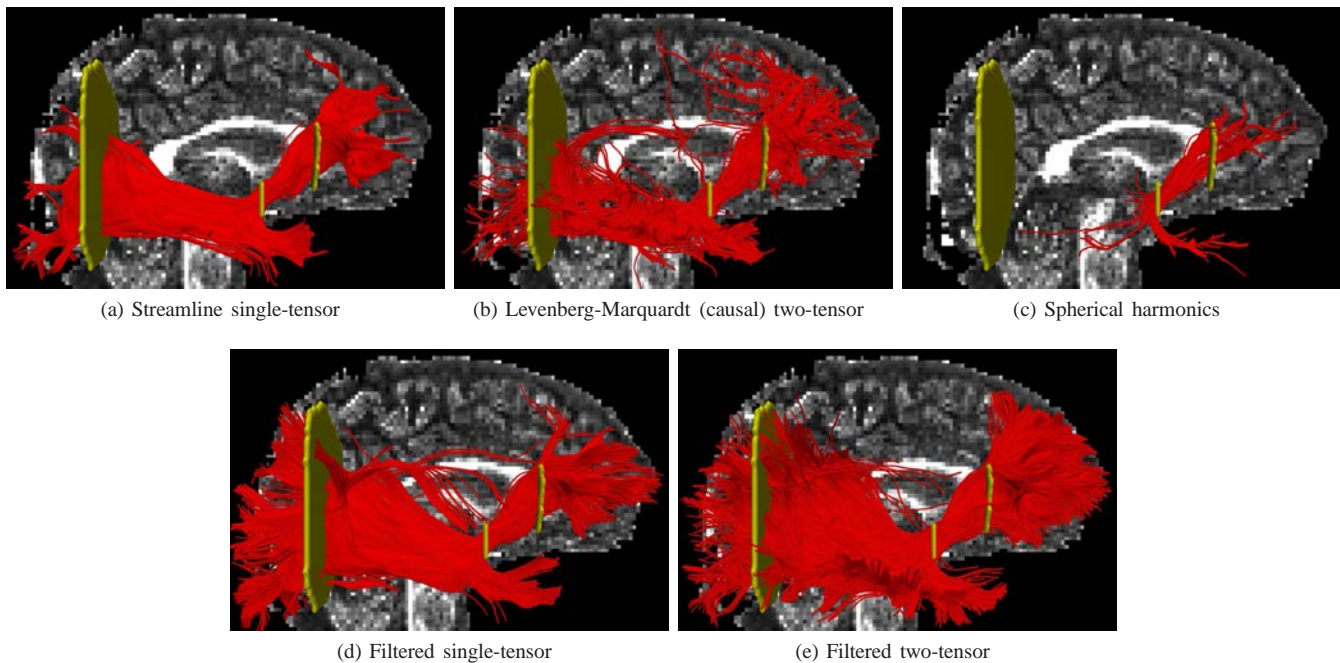 (a) Streamline single-tensor
(b) Levenberg-Marquardt (causal) two-tensor
(c) Spherical harmonics
(d) Filtered single-tensor
(e) Filtered two-tensor